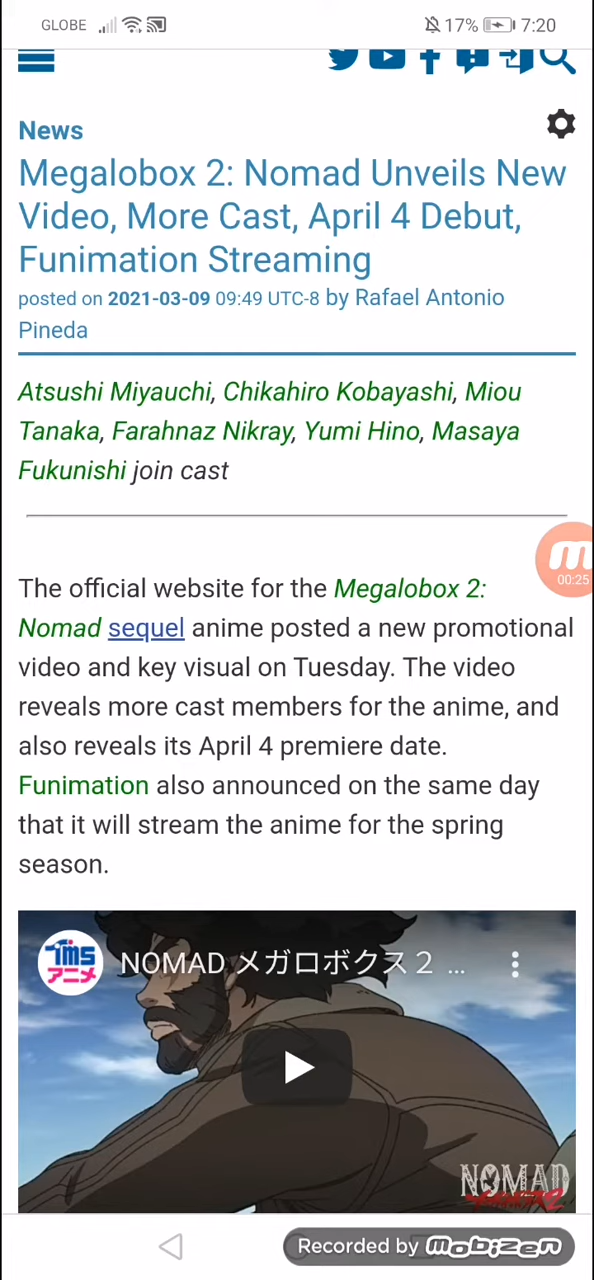 GLOBE 17% 7:20
News
Megalobox 2: Nomad Unveils New
Video, More Cast, April 4 Debut,
Funimation Streaming
posted on 2021-03-09 09:49 UTC-8 by Rafael Antonio
Pineda
Atsushi Miyauchi, Chikahiro Kobayashi, Miou
Tanaka, Farahnaz Nikray, Yumi Hino, Masaya
Fukunishi join cast
00:25
The official website for the Megalobox 2:
Nomad sequel anime posted a new promotional
video and key visual on Tuesday. The video
reveals more cast members for the anime, and
also reveals its April 4 premiere date.
Funimation also announced on the same day
that it will stream the anime for the spring
season.
tms
アニメ
NOMAD メガロボクス２ ...
NOMAD
Recorded by mobizen